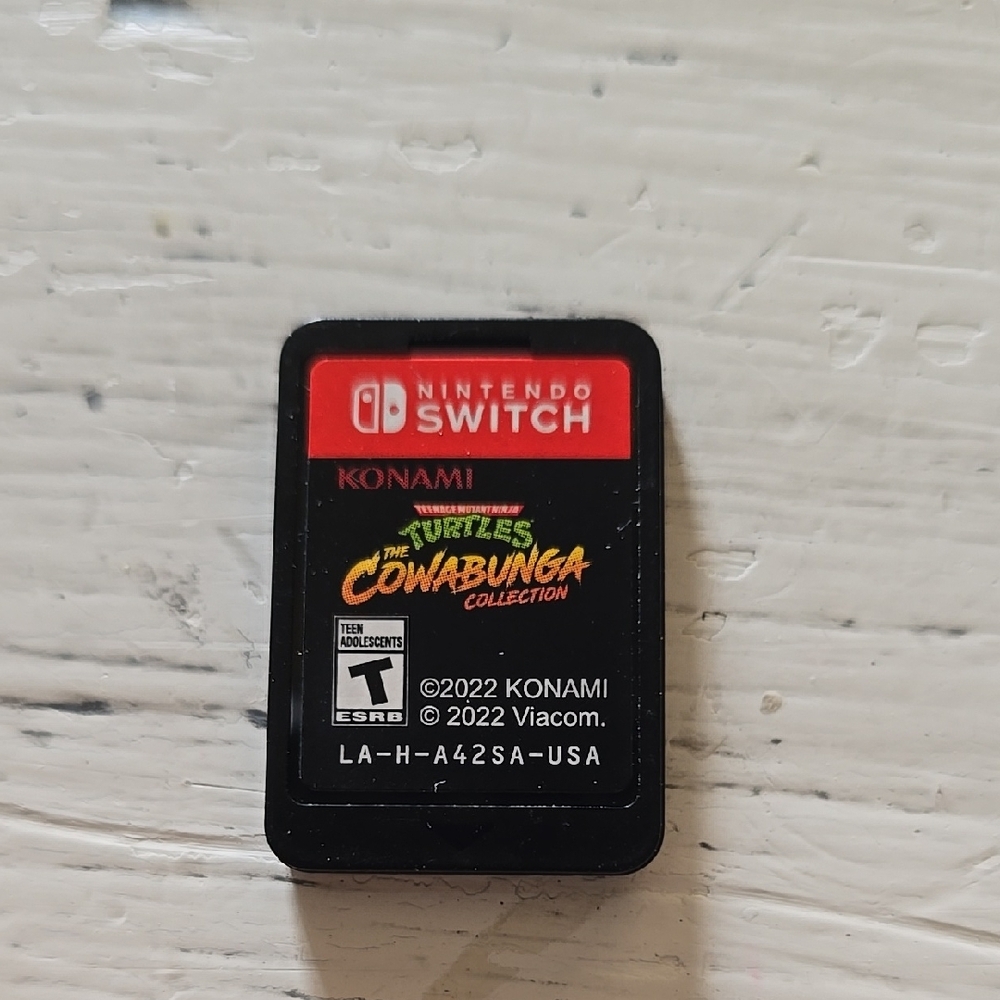 NINTENDO
SWITCH
KONAMI
TEENAGE MUTANT NINJA
TURTLES
THE
COWABUNGA
COLLECTION
TEEN
ADOLESCENTS
T
ESRB
©2022 KONAMI
© 2022 Viacom.
LA-H-A42SA-USA